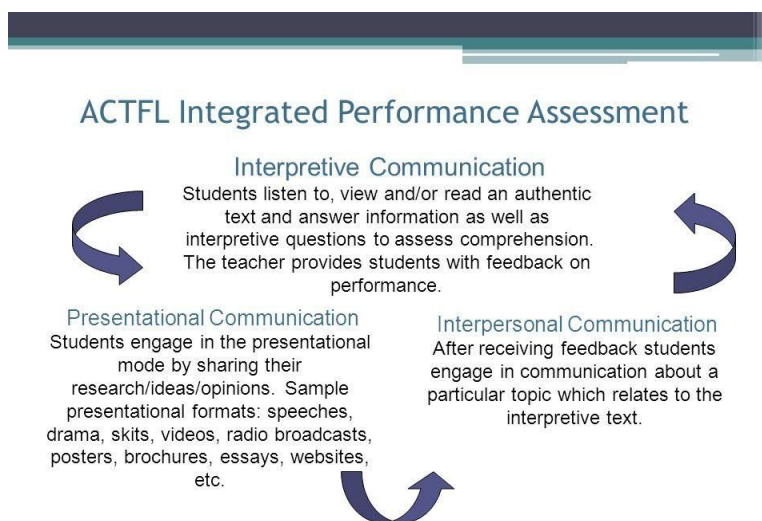 ACTFL Integrated Performance Assessment
Interpretive Communication
Students listen to, view and/or read an authentic
text and answer information as well as
interpretive questions to assess comprehension.
The teacher provides students with feedback on
performance.
Presentational Communication
Students engage in the presentational
mode by sharing their
research/ideas/opinions. Sample
presentational formats: speeches,
drama, skits, videos, radio broadcasts,
posters, brochures, essays, websites,
etc.
Interpersonal Communication
After receiving feedback students
engage in communication about a
particular topic which relates to the
interpretive text.